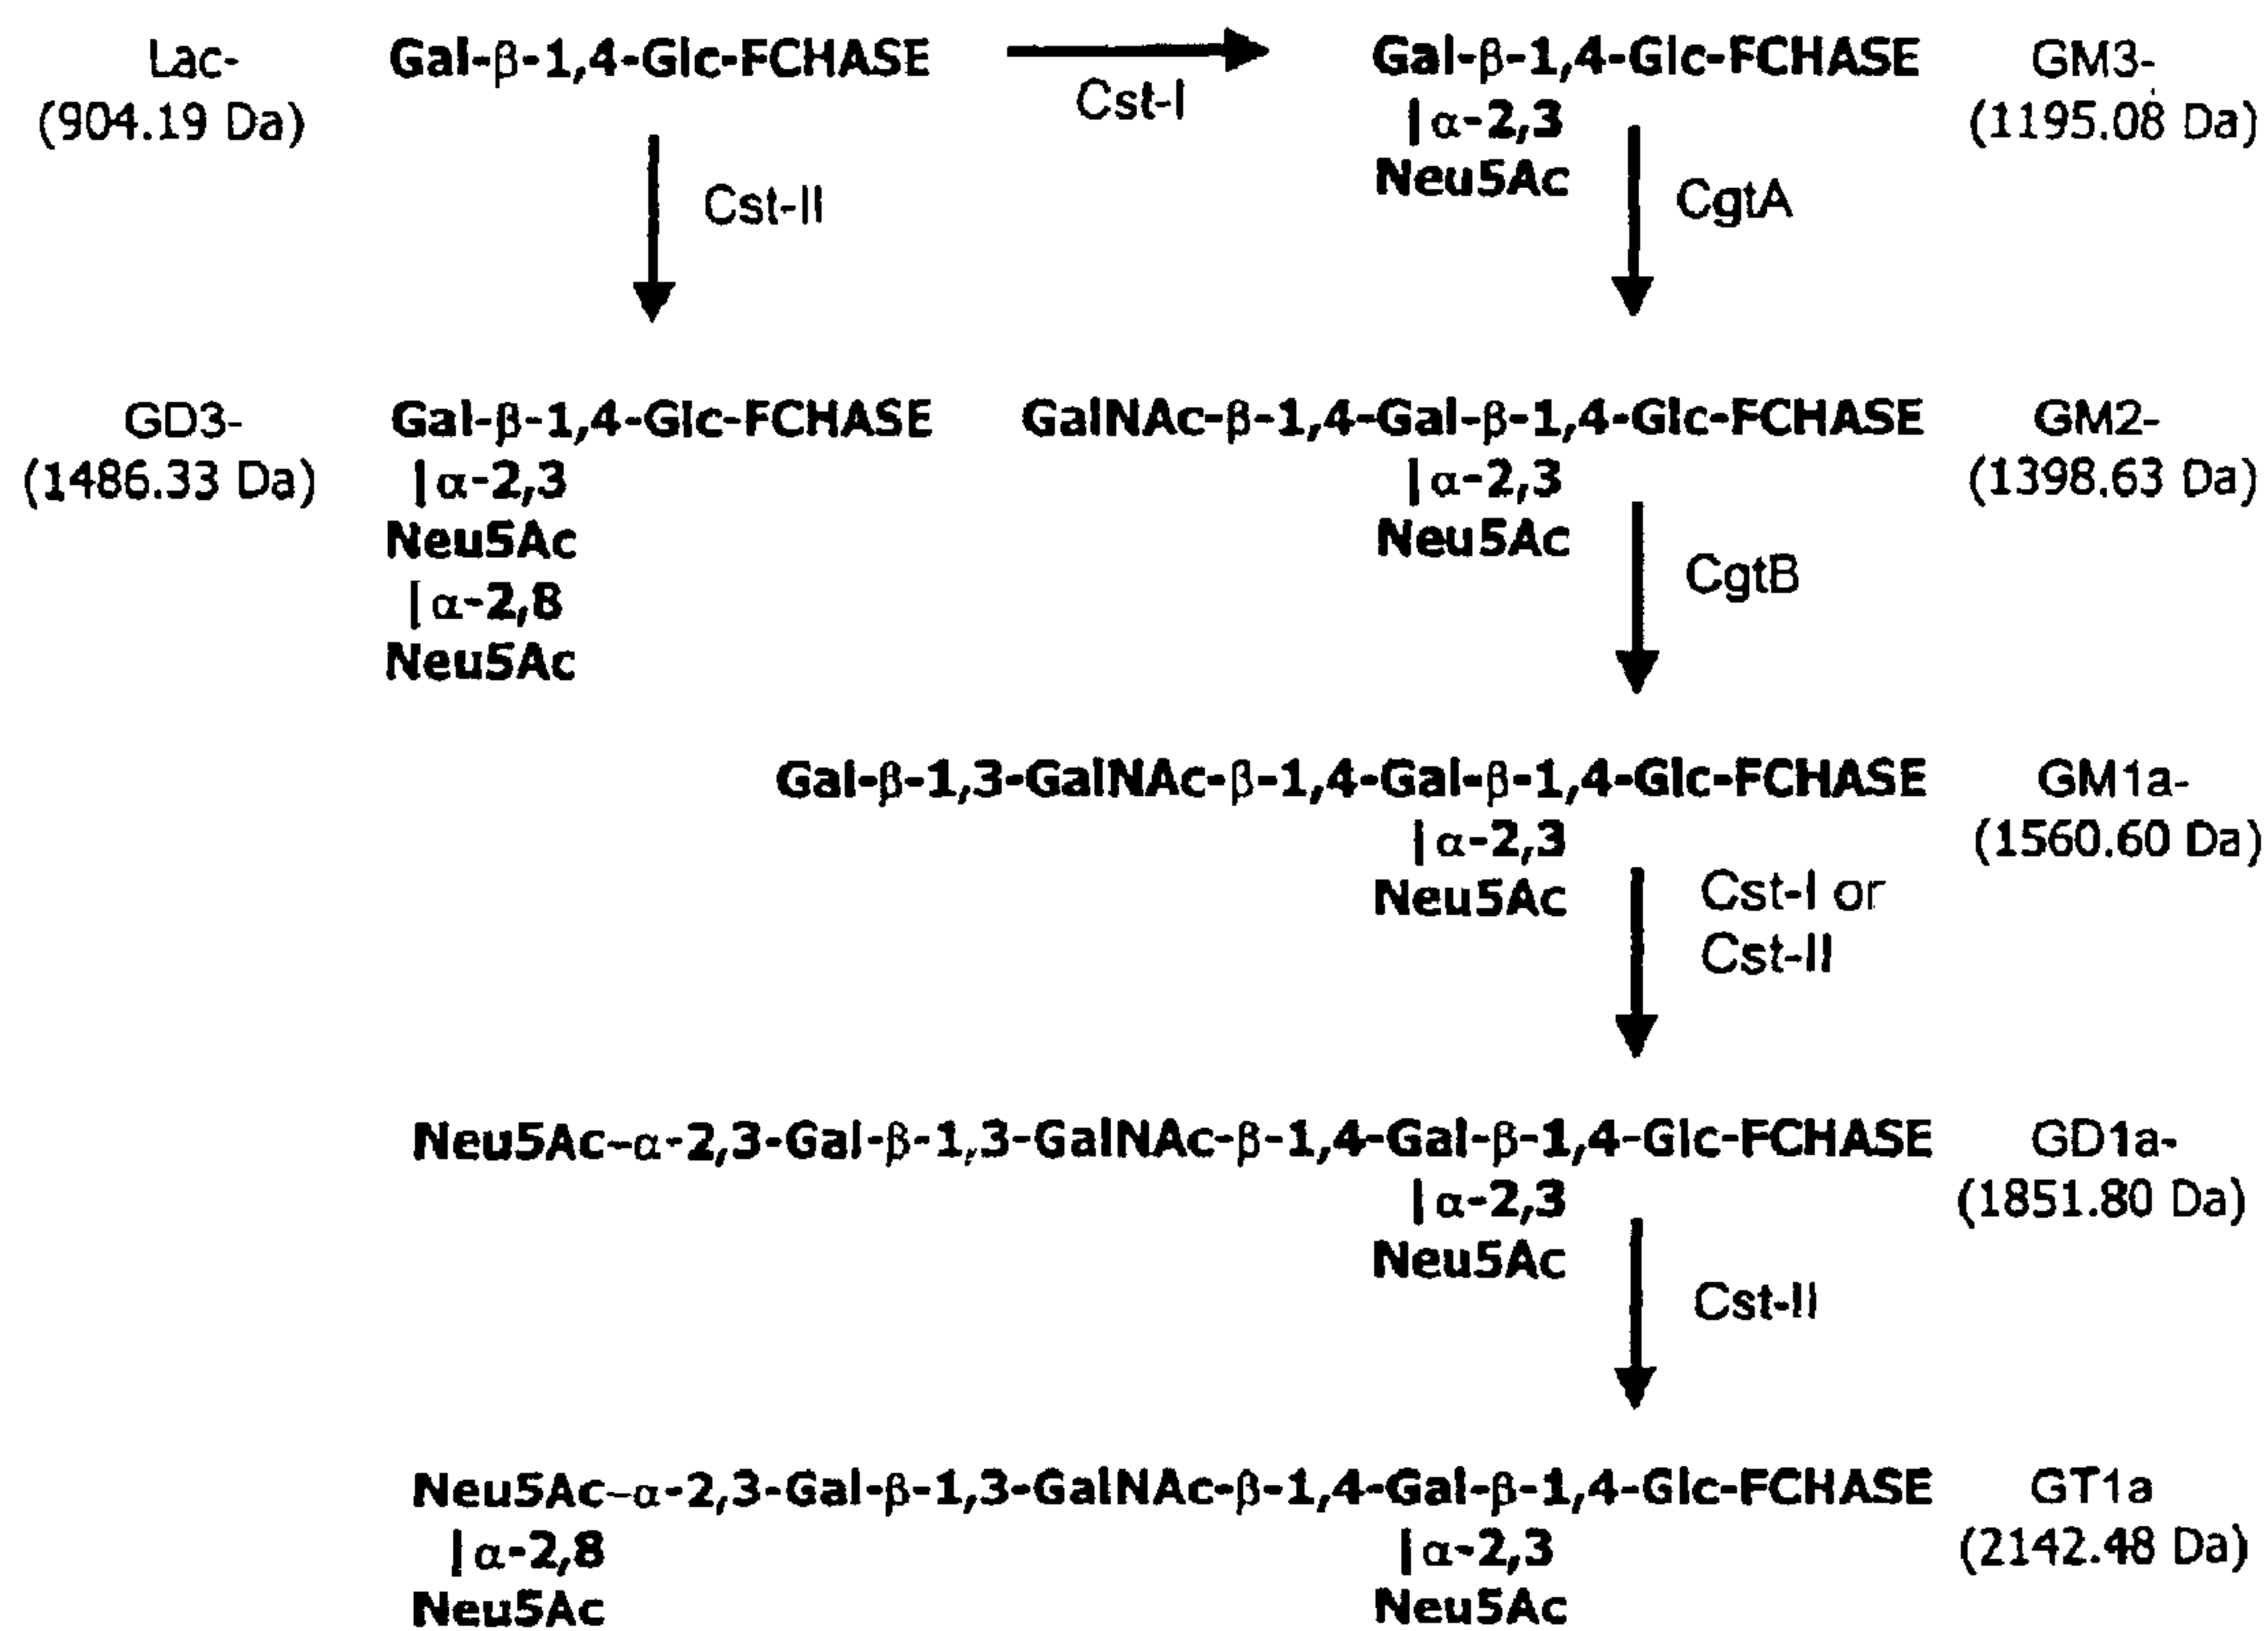 Lac-
(904.19 Da)
Gal-β-1,4-Glc-FCHASE
Cst-I
Gal-β-1,4-Glc-FCHASE
|α-2,3
Neu5Ac
GM3-
(1195.08 Da)
Cst-II
CgtA
GD3-
(1486.33 Da)
Gal-β-1,4-Glc-FCHASE
|α-2,3
Neu5Ac
|α-2,8
Neu5Ac
GalNAc-β-1,4-Gal-β-1,4-Glc-FCHASE
|α-2,3
Neu5Ac
GM2-
(1398.63 Da)
CgtB
Gal-β-1,3-GalNAc-β-1,4-Gal-β-1,4-Glc-FCHASE
|α-2,3
Neu5Ac
GM1a-
(1560.60 Da)
Cst-I or
Cst-II
Neu5Ac-α-2,3-Gal-β-1,3-GalNAc-β-1,4-Gal-β-1,4-Glc-FCHASE
|α-2,3
Neu5Ac
GD1a-
(1851.80 Da)
Cst-II
Neu5Ac-α-2,3-Gal-β-1,3-GalNAc-β-1,4-Gal-β-1,4-Glc-FCHASE
|α-2,8
Neu5Ac
|α-2,3
Neu5Ac
GT1a
(2142.48 Da)